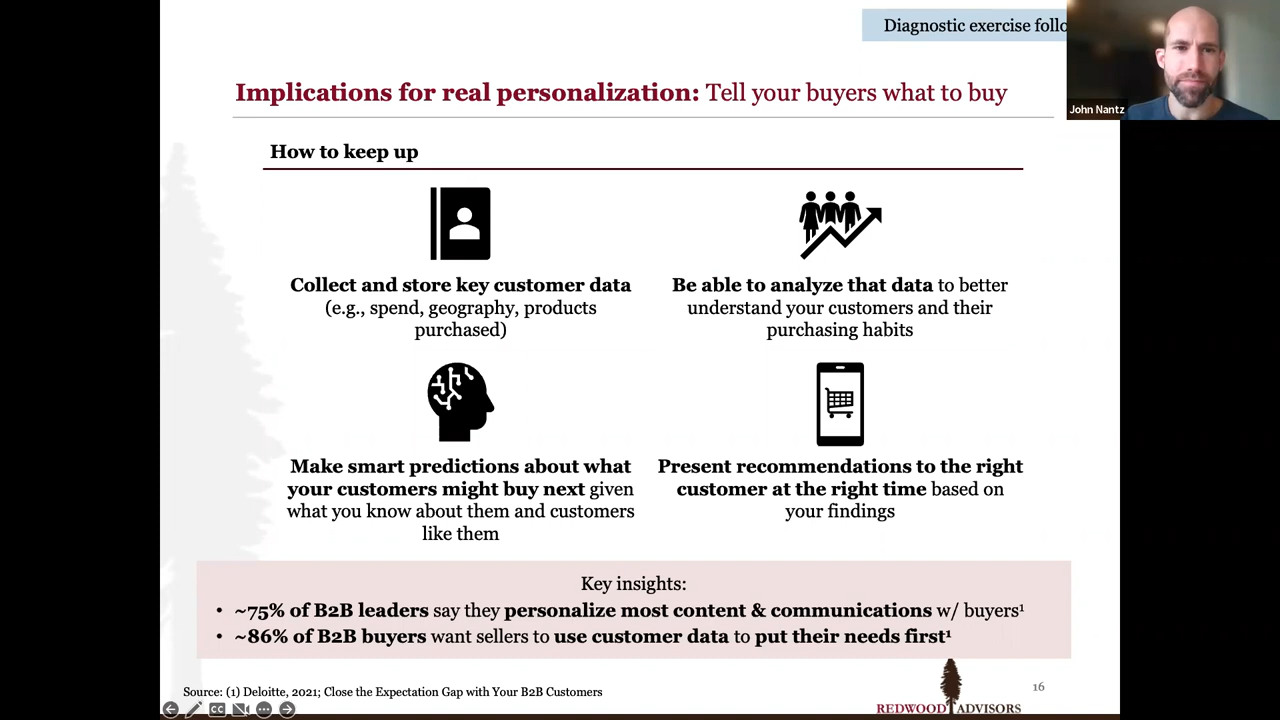 Diagnostic exercise
John Nantz
Implications for real personalization: Tell your buyers what to buy
How to keep up
Collect and store key customer data
(e.g., spend, geography, products
purchased)
Be able to analyze that data to better
understand your customers and their
purchasing habits
Make smart predictions about what
your customers might buy next given
what you know about them and customers
like them
Present recommendations to the right
customer at the right time based on
your findings
Key insights:
• ~75% of B2B leaders say they personalize most content & communications w/ buyers¹
• ~86% of B2B buyers want sellers to use customer data to put their needs first¹
Source: (1) Deloitte, 2021; Close the Expectation Gap with Your B2B Customers
16
CC
REDWOOD ADVISORS